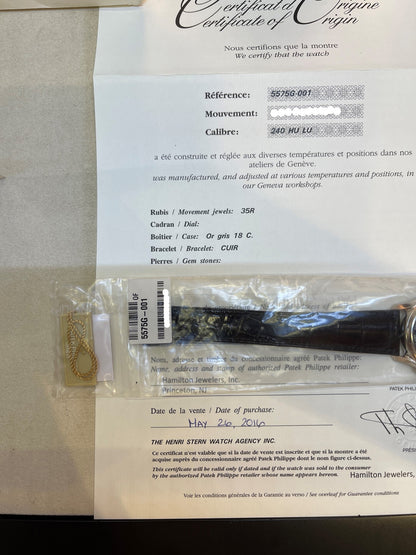 Certificat d'Origine
Certificate of Origin
Nous certifions que la montre
We certify that the watch
Référence: 5575G-001
Mouvement:
Calibre: 240 HU LU
a été construite et réglée aux diverses températures et positions dans nos
ateliers de Genève.
was manufactured, and adjusted at various temperatures and positions, in
our Geneva workshops.
Rubis / Movement jewels: 35R
Cadran / Dial:
Boitier / Case: Or gris 18 C.
Bracelet / Bracelet: CUIR
Pierres / Gem stones:
OF
5575G-001
Nom, adresse et timbre du concessionnaire agréé Patek Philippe:
Name, address and stamp of authorized Patek Philippe retailer:
Hamilton Jewelers, Inc.
Princeton, NJ
PATEK PHIL
Date de la vente / Date of purchase:
MAY 26, 2016
THE HENRI STERN WATCH AGENCY INC.
Ce certificat n'est valable que si la date de vente est inscrite et que si la montre a été
acquise auprès du concessionnaire agréé Patek Philippe dont le nom figure ci-dessus.
This certificate will be valid only if dated and if the watch was sold to the consumer
by the authorized Patek Philippe retailer whose name appears herein.
Hamilton Jewelers,
Voir les conditions générales de la Garantie au verso / See overleaf for Guarantee conditions